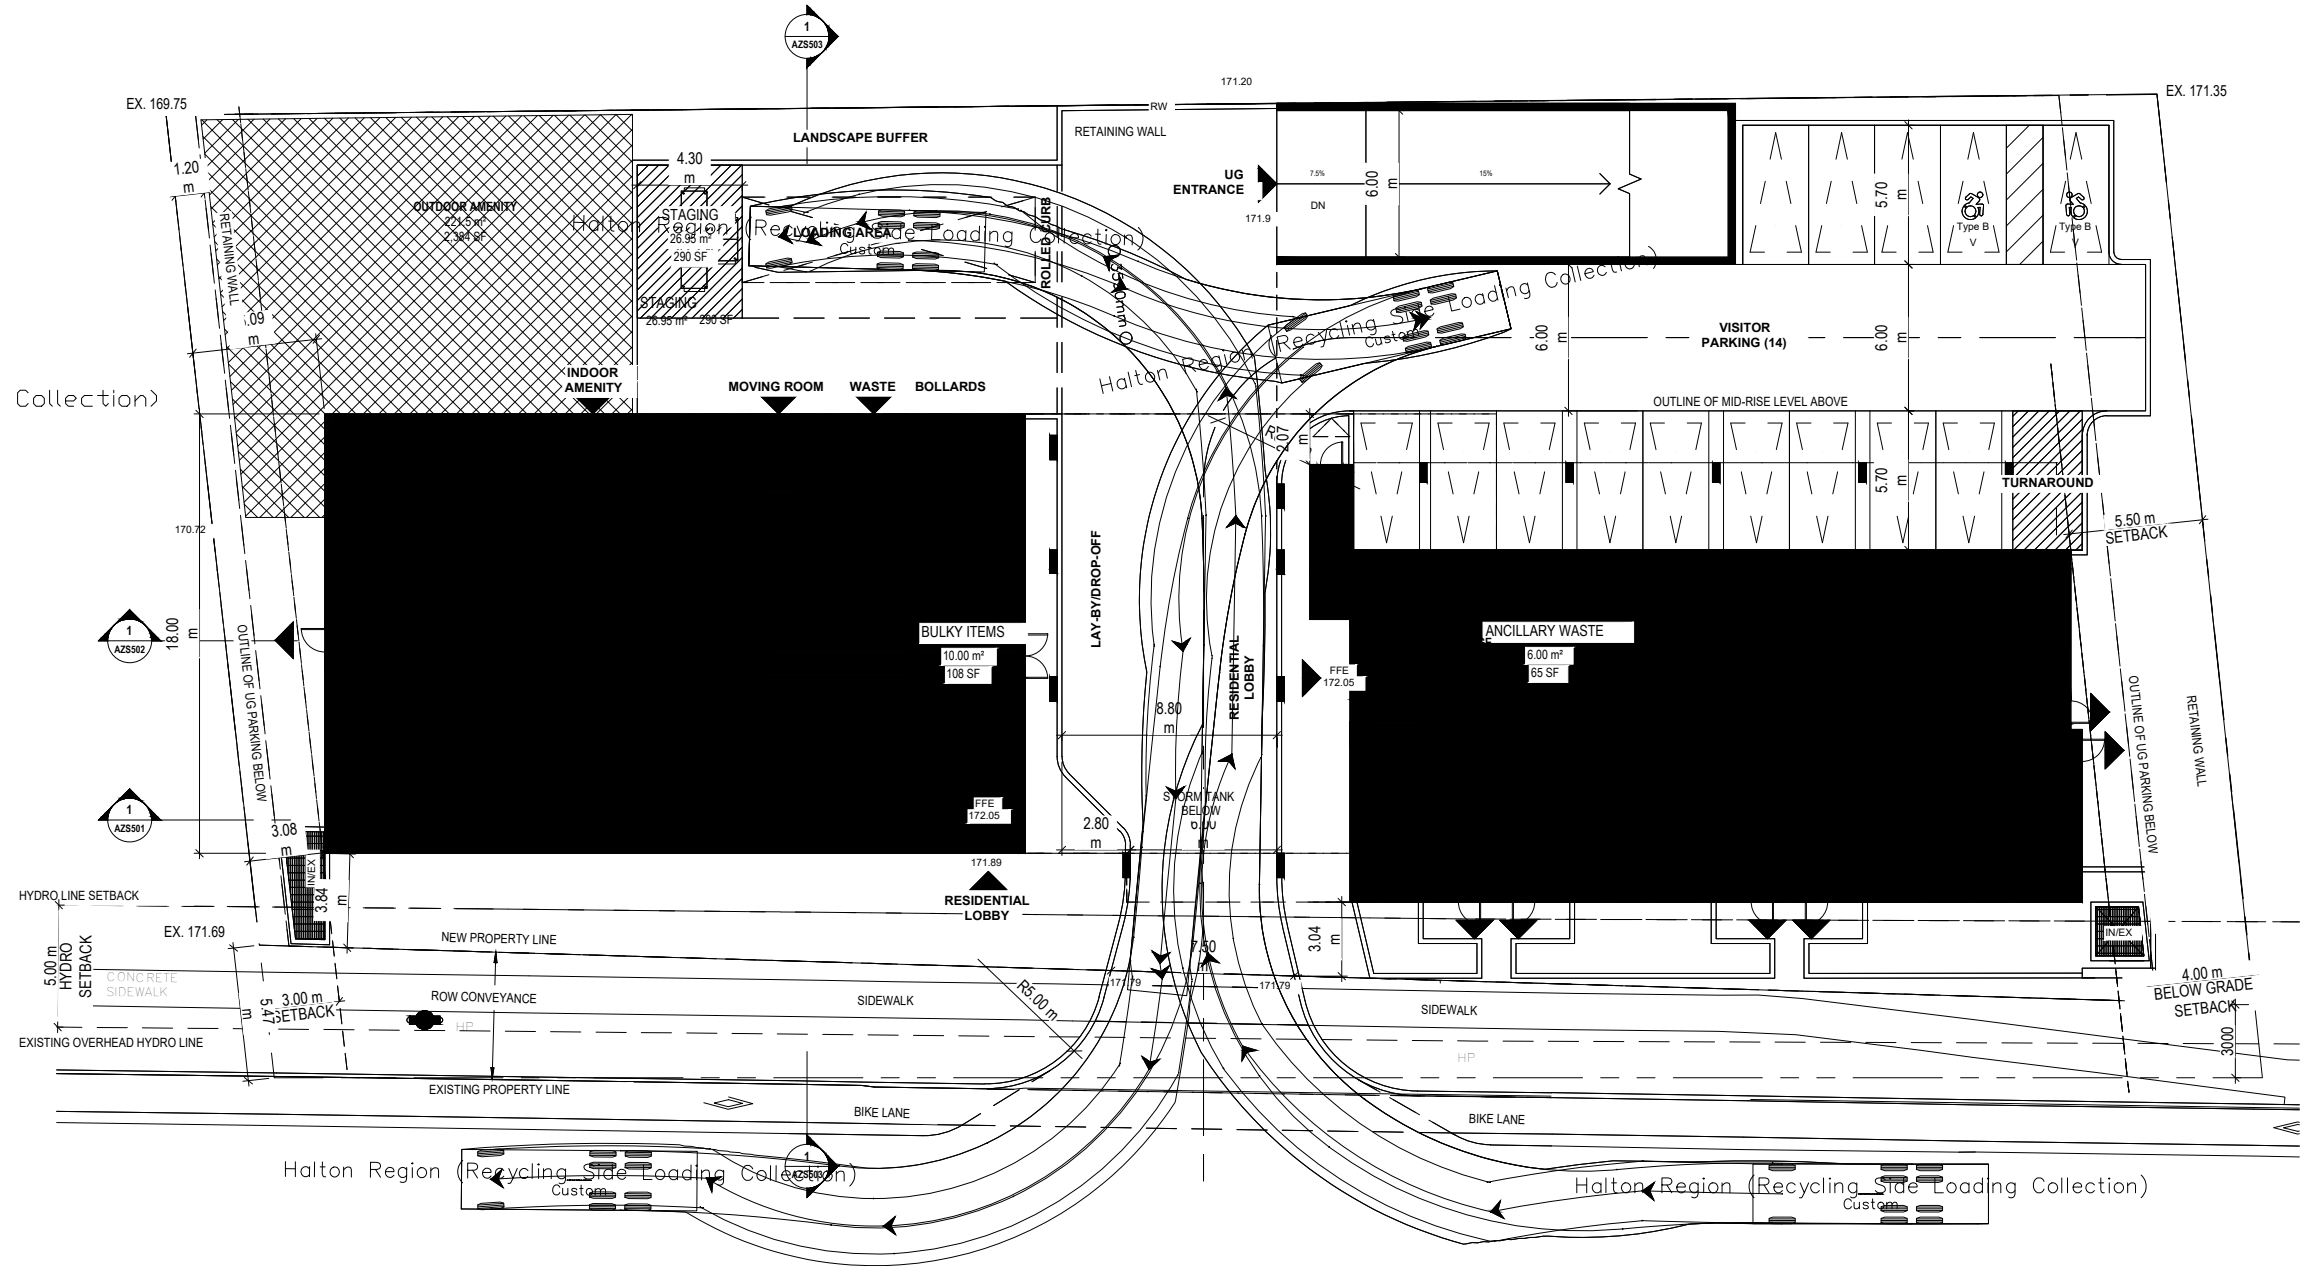 1
AZS503
171.20
EX. 169.75
EX. 171.35
RW
RETAINING WALL
LANDSCAPE BUFFER
1.20
m
4.30
m
UG
ENTRANCE
7.5%
15%
6.00
m
DN
171.9
5.70
m
Type B
V
Type B
V
OUTDOOR AMENITY
221.5 m²
2,384 SF
RETAINING WALL
STAGING
26.95 m²
290 SF
STAGING
26.95 m²
290 SF
Halton Region (Recycling Side Loading Collection)
LOADING AREA
Custom
ROLLED CURB
Halton Region (Recycling Side Loading Collection)
Custom
6.00
m
VISITOR
PARKING (14)
6.00
m
m
Collection)
INDOOR
AMENITY
MOVING ROOM
WASTE
BOLLARDS
OUTLINE OF MID-RISE LEVEL ABOVE
2.07
m
5.70
m
TURNAROUND
5.50 m
SETBACK
170.72
LAY-BY/DROP-OFF
1
AZS502
18.00
m
OUTLINE OF UG PARKING BELOW
BULKY ITEMS
10.00 m²
108 SF
RESIDENTIAL
LOBBY
FFE
172.05
ANCILLARY WASTE
6.00 m²
65 SF
OUTLINE OF UG PARKING BELOW
RETAINING WALL
8.80
m
1
AZS501
3.08
m
FFE
172.05
STORM TANK
BELOW
m
2.80
m
IN/EX
3.84
m
171.89
RESIDENTIAL
LOBBY
HYDRO LINE SETBACK
EX. 171.69
NEW PROPERTY LINE
3.04
m
7.50
IN/EX
5.00 m
HYDRO
SETBACK
CONCRETE
SIDEWALK
5.47
m
3.00 m
SETBACK
ROW CONVEYANCE
HP
SIDEWALK
R5.00 m
171.79
171.79
SIDEWALK
HP
4.00 m
BELOW GRADE
SETBACK
3000
EXISTING OVERHEAD HYDRO LINE
EXISTING PROPERTY LINE
BIKE LANE
BIKE LANE
Halton Region (Recycling Side Loading Collection)
Custom
1
AZS503
Halton Region (Recycling Side Loading Collection)
Custom